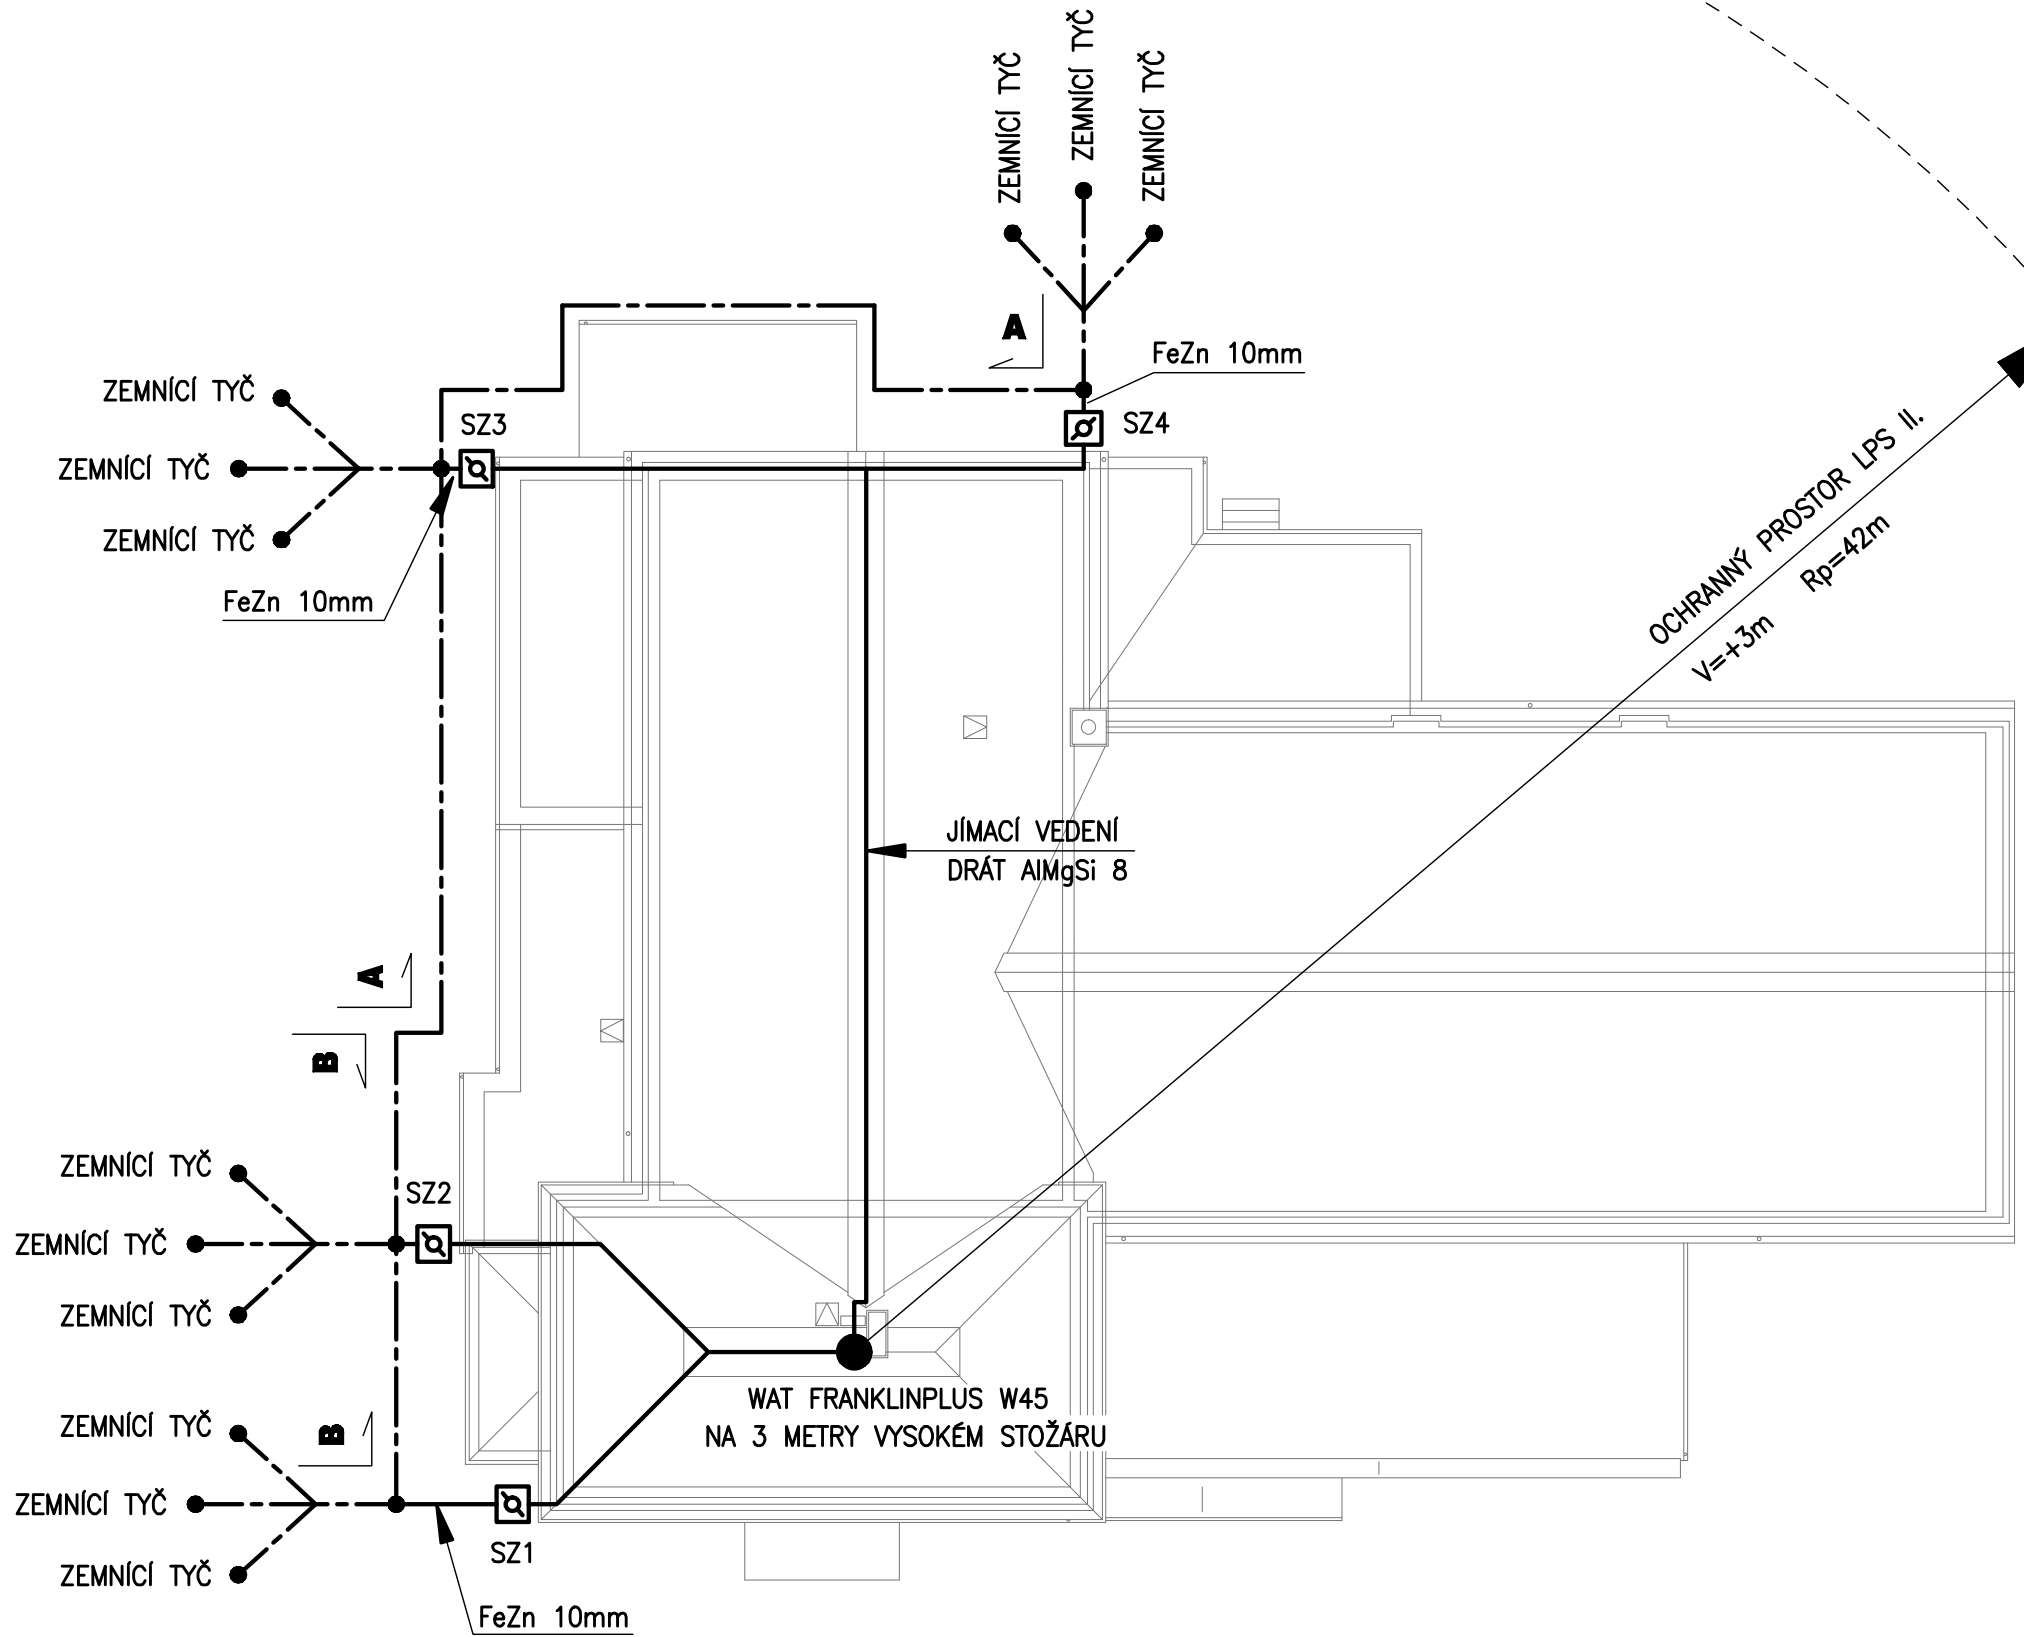 ZEMNÍCÍ TYČ
ZEMNÍCÍ TYČ
ZEMNÍCÍ TYČ
A
FeZn 10mm
SZ4
ZEMNÍCÍ TYČ
SZ3
ZEMNÍCÍ TYČ
ZEMNÍCÍ TYČ
FeZn 10mm
OCHRANNÝ PROSTOR LPS II.
V=+3m Rp=42m
JÍMACÍ VEDENÍ
DRÁT AlMgSi 8
A
B
ZEMNÍCÍ TYČ
SZ2
ZEMNÍCÍ TYČ
ZEMNÍCÍ TYČ
WAT FRANKLINPLUS W45
NA 3 METRY VYSOKÉM STOŽÁRU
ZEMNÍCÍ TYČ
B
ZEMNÍCÍ TYČ
SZ1
ZEMNÍCÍ TYČ
FeZn 10mm